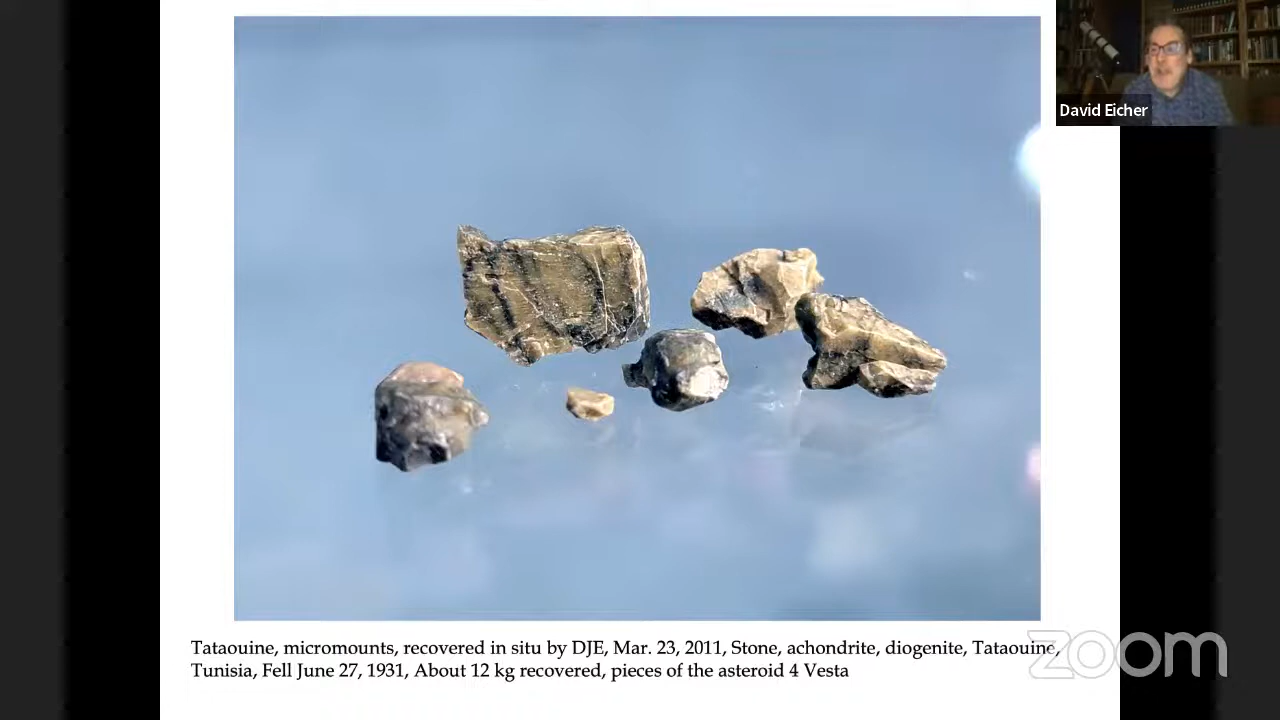 David Eicher
Tataouine, micromounts, recovered in situ by DJE, Mar. 23, 2011, Stone, achondrite, diogenite, Tataouine,
Tunisia, Fell June 27, 1931, About 12 kg recovered, pieces of the asteroid 4 Vesta
zoom